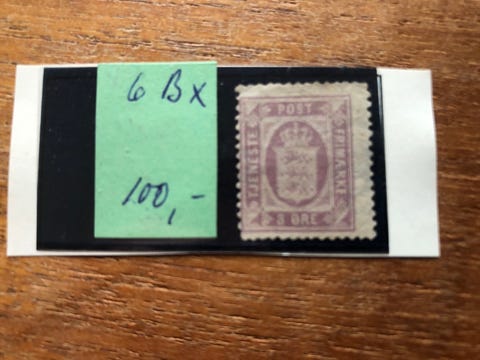 6 B x
100,-
POST
TJENESTE
FRIMÆRKE
3 ØRE